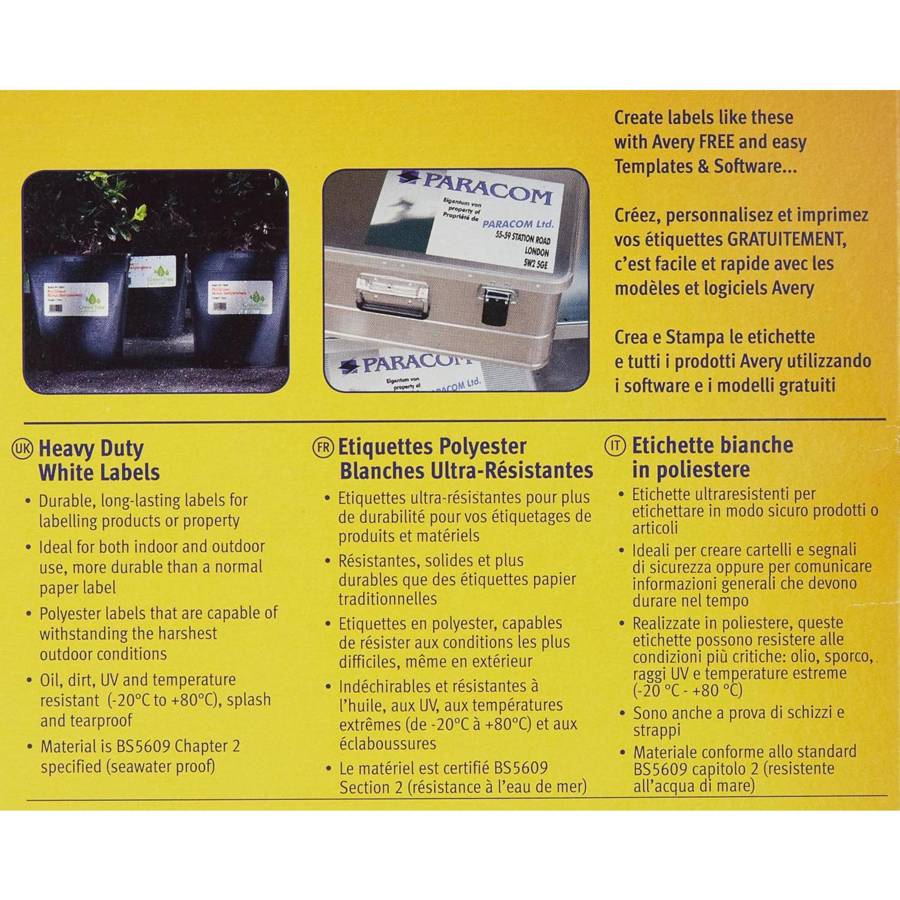 Create labels like these
with Avery FREE and easy
Templates & Software...
Créez, personnalisez et imprimez
vos étiquettes GRATUITEMENT,
c'est facile et rapide avec les
modèles et logiciels Avery
Crea e Stampa le etichette
e tutti i prodotti Avery utilizzando
i software e i modelli gratuiti
PARACOM
Eigentum von
property of
Propriété de
PARACOM Ltd.
55-59 STATION ROAD
LONDON
SW2 5GE
PARACOM
Eigentum von
property of
PARACOM Ltd.
UK Heavy Duty
White Labels
• Durable, long-lasting labels for
labelling products or property
• Ideal for both indoor and outdoor
use, more durable than a normal
paper label
• Polyester labels that are capable of
withstanding the harshest
outdoor conditions
• Oil, dirt, UV and temperature
resistant (-20°C to +80°C), splash
and tearproof
• Material is BS5609 Chapter 2
specified (seawater proof)
FR Etiquettes Polyester
Blanches Ultra-Résistantes
• Etiquettes ultra-résistantes pour plus
de durabilité pour vos étiquetages de
produits et matériels
• Résistantes, solides et plus
durables que des étiquettes papier
traditionnelles
• Etiquettes en polyester, capables
de résister aux conditions les plus
difficiles, même en extérieur
• Indéchirables et résistantes à
l'huile, aux UV, aux températures
extrêmes (de -20°C à +80°C) et aux
éclaboussures
• Le matériel est certifié BS5609
Section 2 (résistance à l'eau de mer)
IT Etichette bianche
in poliestere
• Etichette ultraresistenti per
etichettare in modo sicuro prodotti o
articoli
• Ideali per creare cartelli e segnali
di sicurezza oppure per comunicare
informazioni generali che devono
durare nel tempo
• Realizzate in poliestere, queste
etichette possono resistere alle
condizioni più critiche: olio, sporco,
raggi UV e temperature estreme
(-20 °C - +80 °C)
• Sono anche a prova di schizzi e
strappi
• Materiale conforme allo standard
BS5609 capitolo 2 (resistente
all'acqua di mare)